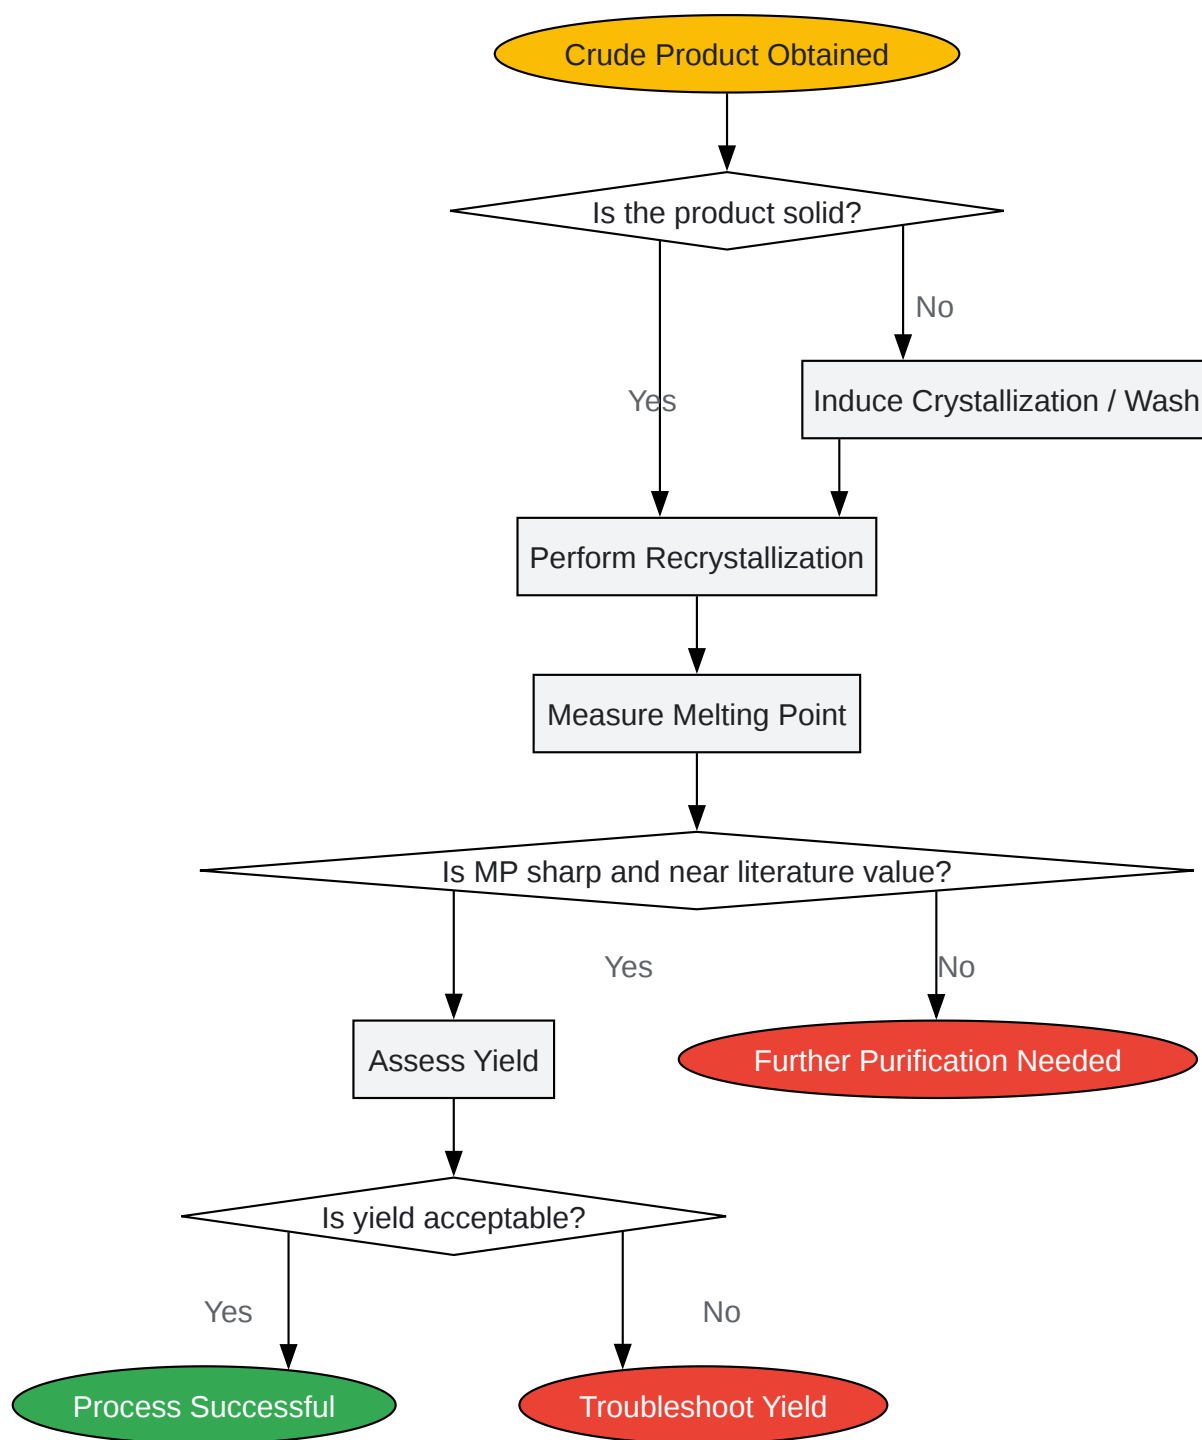 Crude Product Obtained
Is the product solid?
No
Yes
Induce Crystallization / Wash
Perform Recrystallization
Measure Melting Point
Is MP sharp and near literature value?
Yes
No
Assess Yield
Further Purification Needed
Is yield acceptable?
Yes
No
Process Successful
Troubleshoot Yield